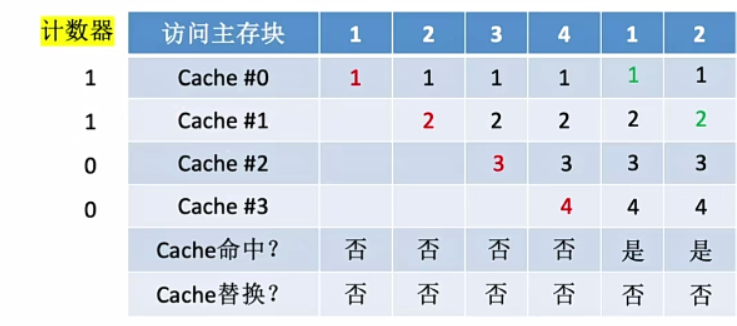 计数器 访问主存块 1 2 3 4 1 2
1 Cache #0 1 1 1 1 1 1
1 Cache #1 2 2 2 2 2
0 Cache #2 3 3 3 3
0 Cache #3 4 4 4
Cache命中? 否 否 否 否 是 是
Cache替换? 否 否 否 否 否 否